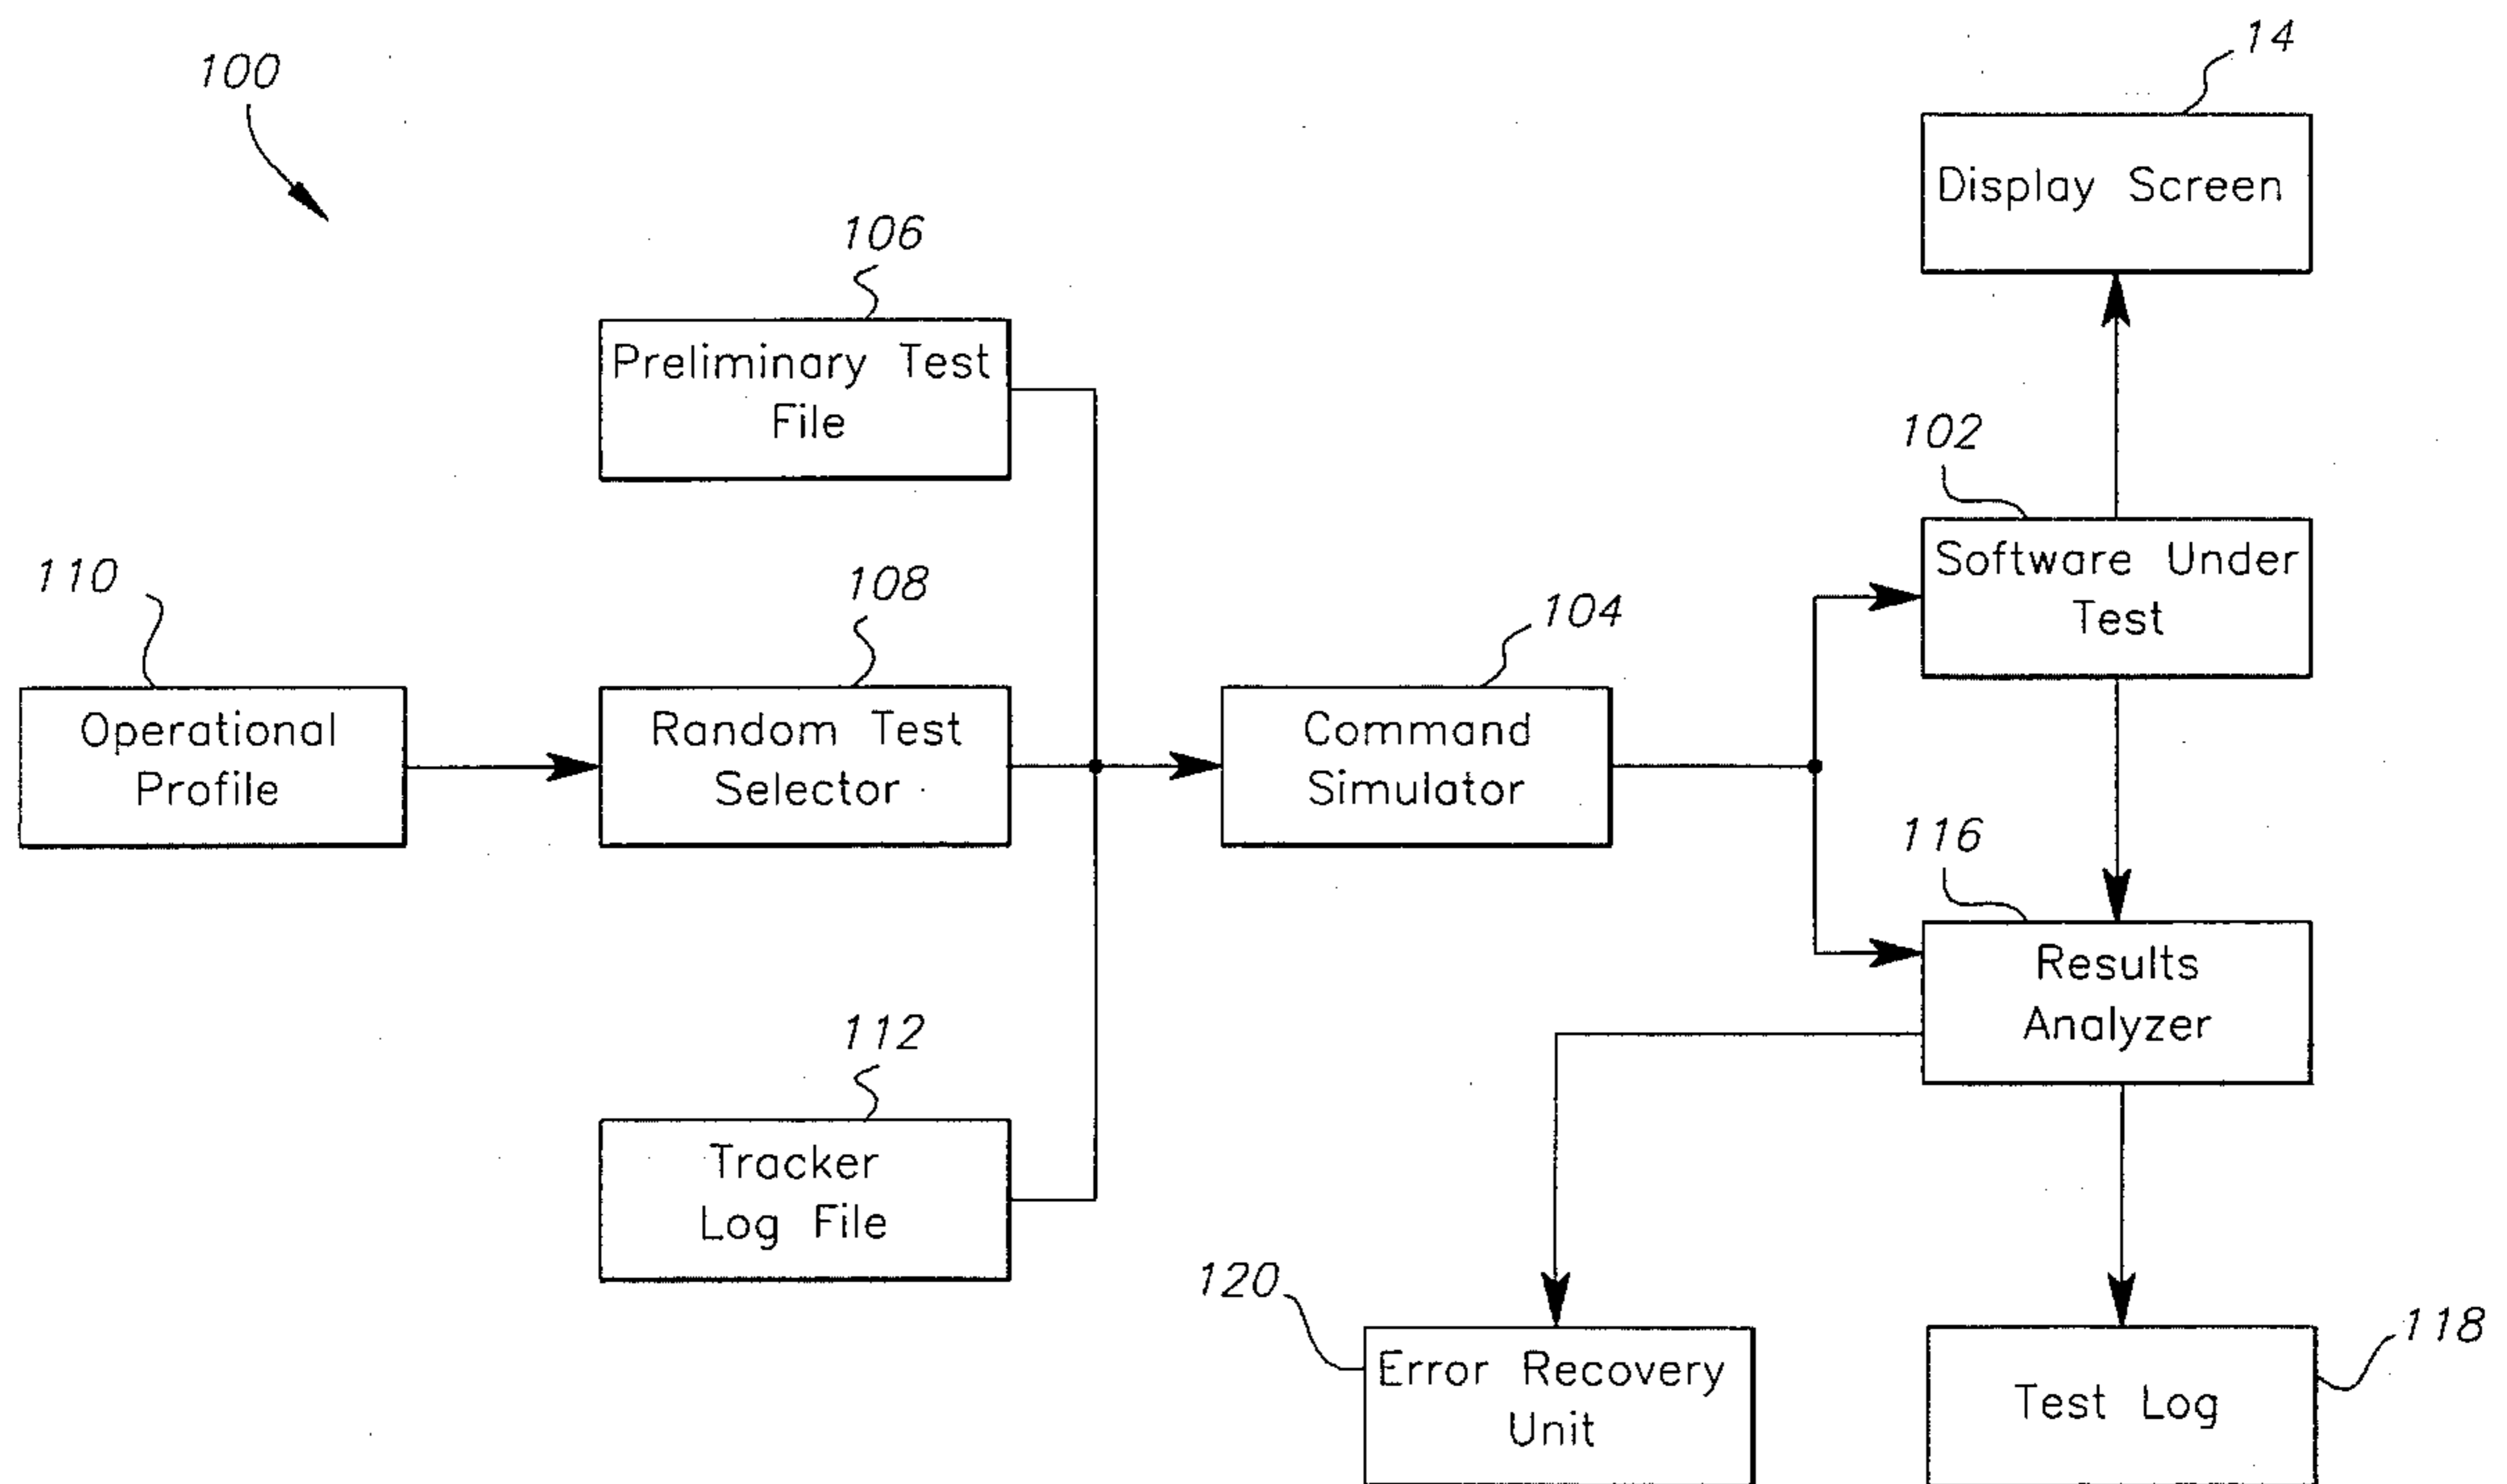 100
14
Display Screen
106
Preliminary Test
File
102
Software Under
Test
110
Operational
Profile
108
Random Test
Selector
104
Command
Simulator
116
Results
Analyzer
112
Tracker
Log File
120
Error Recovery
Unit
118
Test Log